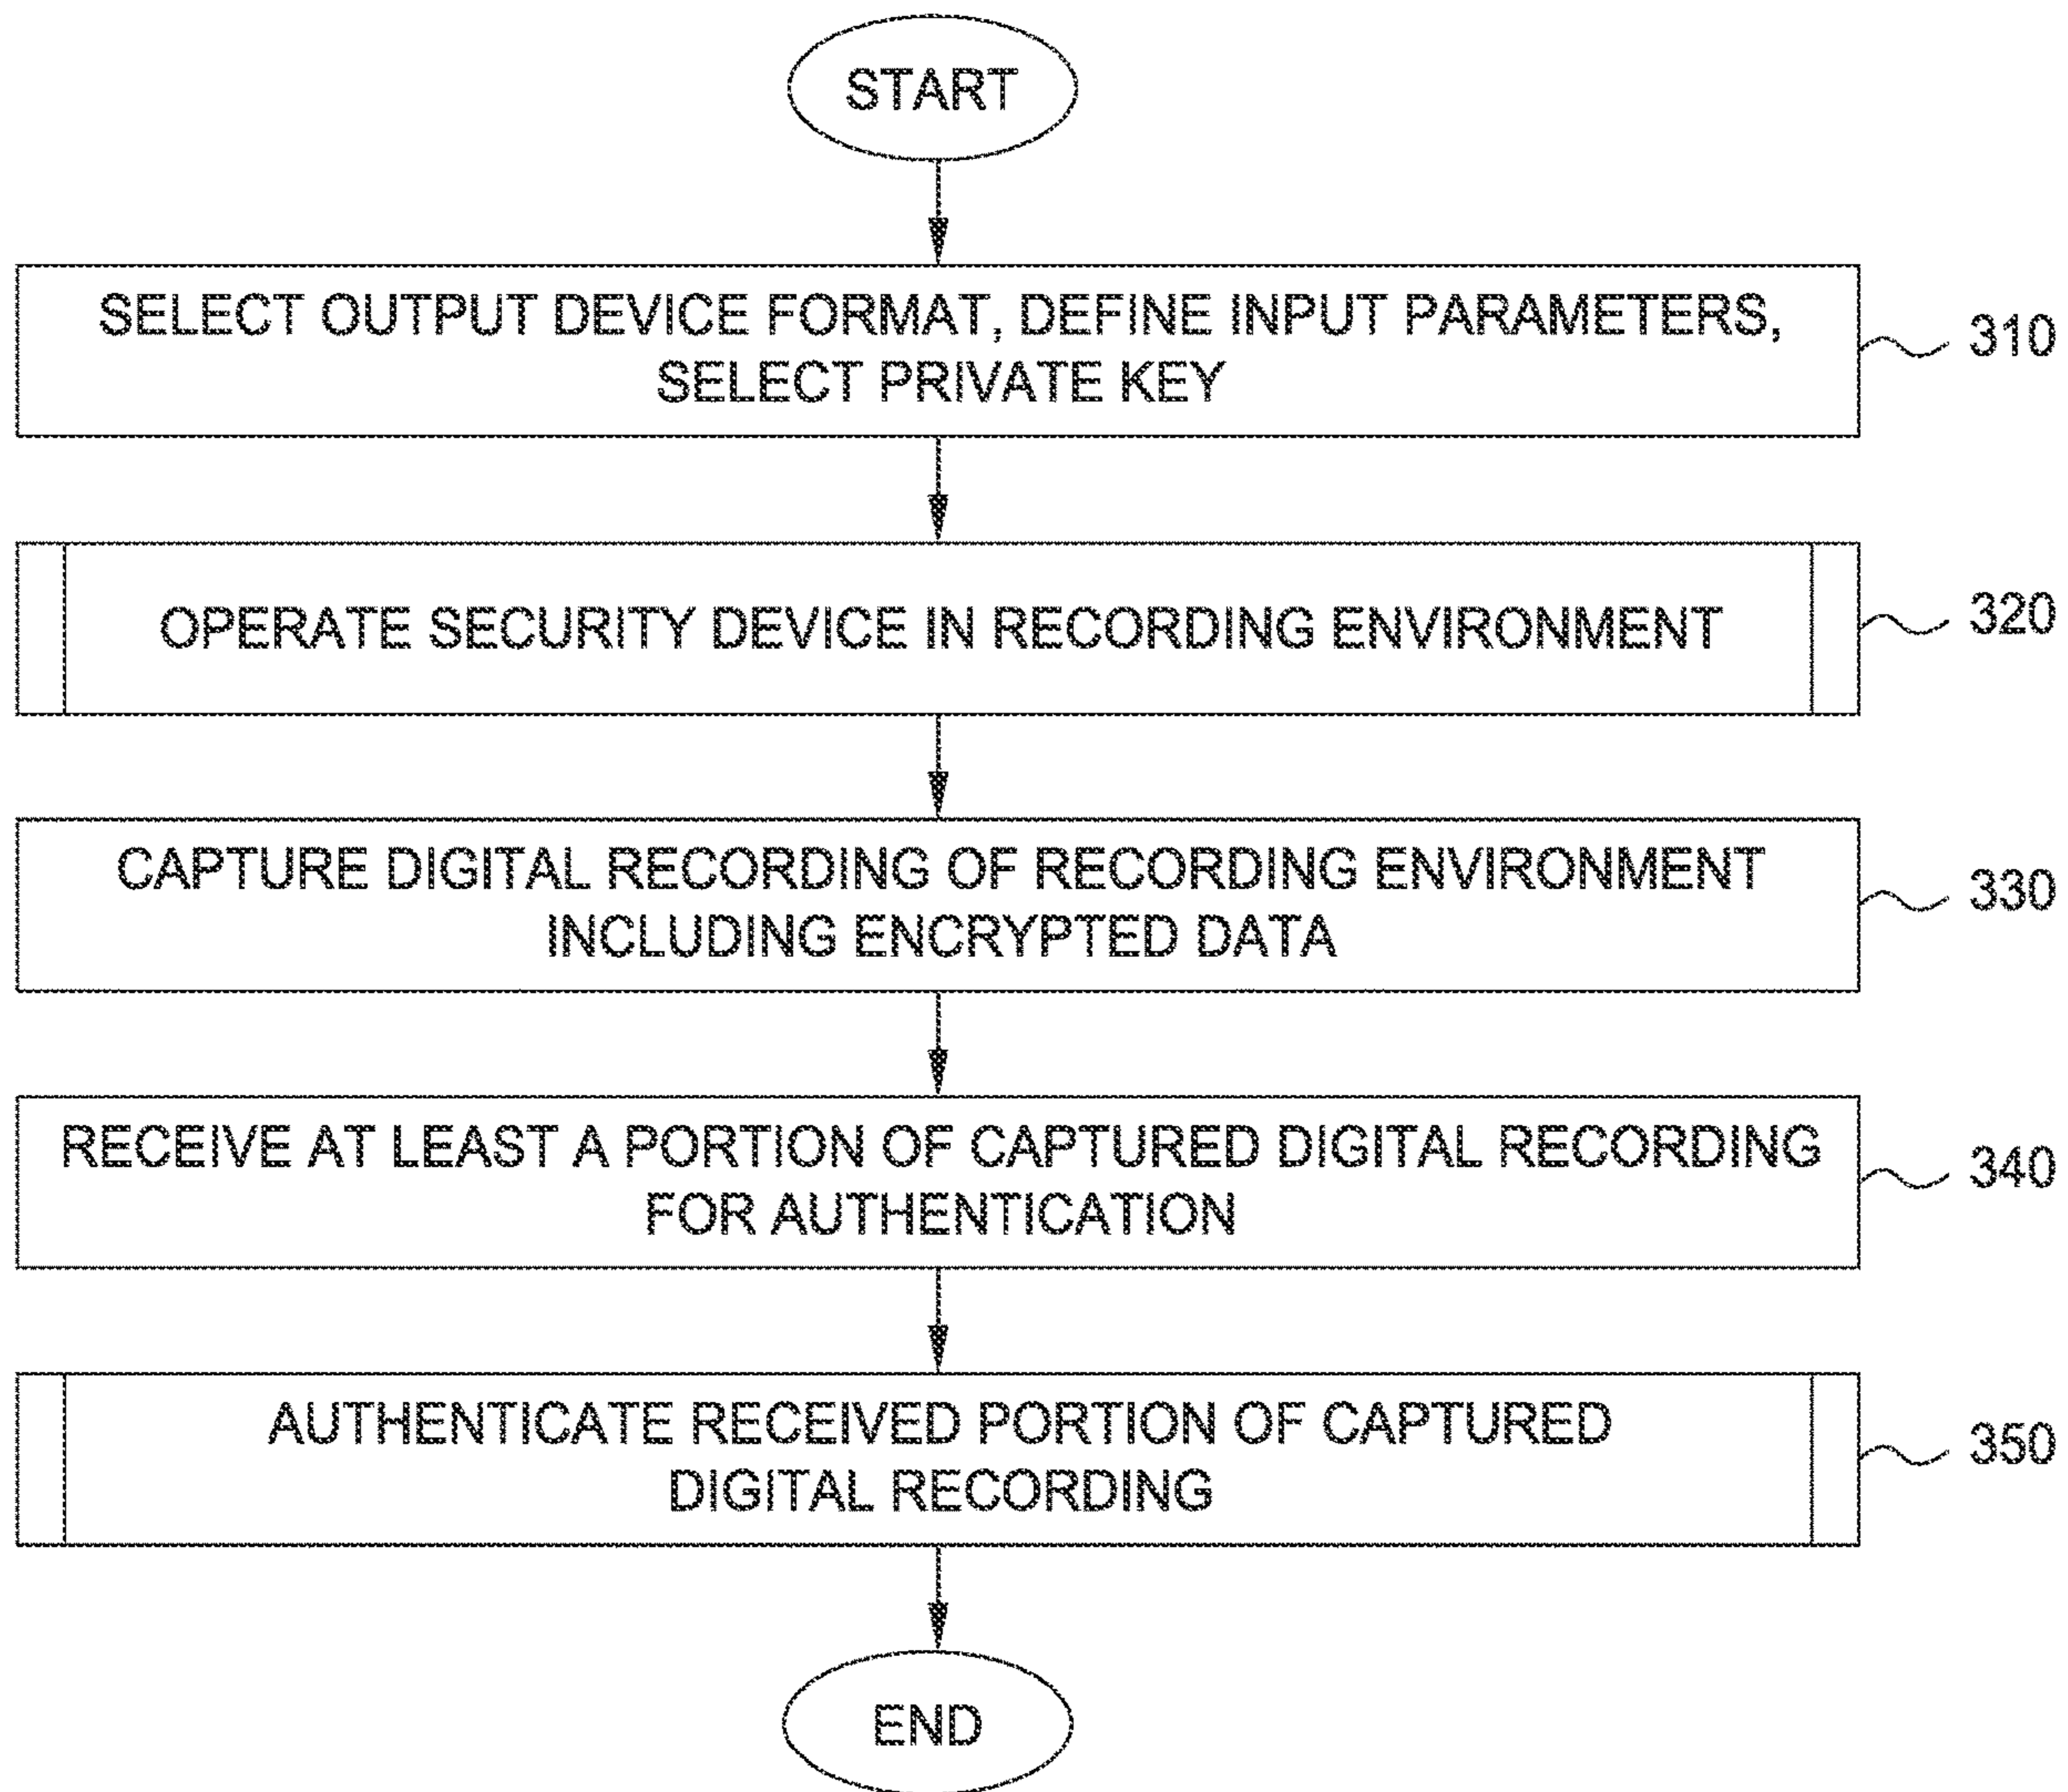 START
SELECT OUTPUT DEVICE FORMAT, DEFINE INPUT PARAMETERS,
SELECT PRIVATE KEY
310
OPERATE SECURITY DEVICE IN RECORDING ENVIRONMENT
320
CAPTURE DIGITAL RECORDING OF RECORDING ENVIRONMENT
INCLUDING ENCRYPTED DATA
330
RECEIVE AT LEAST A PORTION OF CAPTURED DIGITAL RECORDING
FOR AUTHENTICATION
340
AUTHENTICATE RECEIVED PORTION OF CAPTURED
DIGITAL RECORDING
350
END